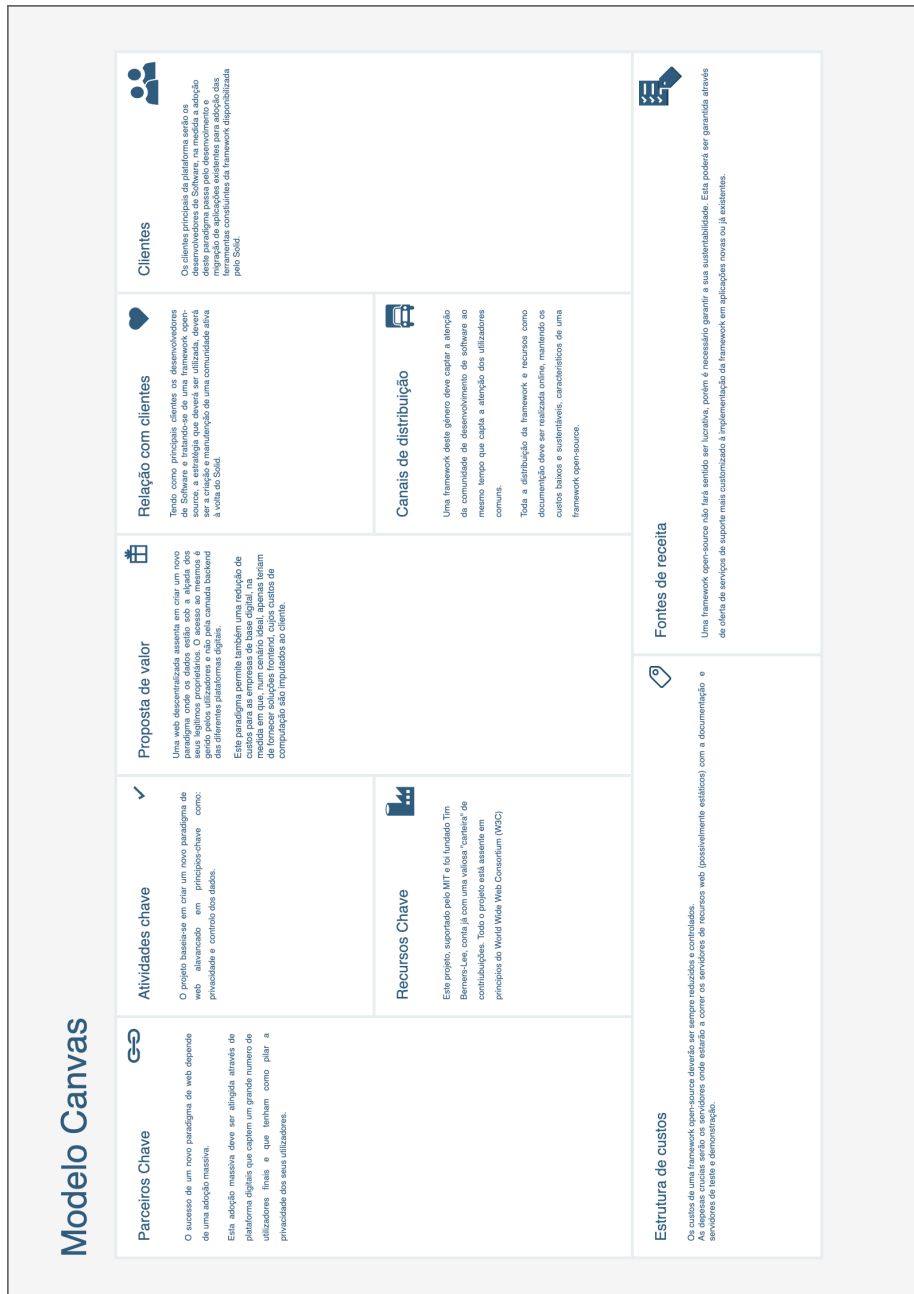 Modelo Canvas
Parceiros Chave
O sucesso de um novo paradigma de web depende
de uma adoção massiva.
Esta adoção massiva deve ser atingida através de
plataforma digitais que captem um grande numero de
utilizadores finais e que tenham como pilar a
privacidade dos seus utilizadores.
Atividades chave
O projeto baseia-se em criar um novo paradigma de
web alavancado em principios-chave como:
privacidade e controlo dos dados.
Recursos Chave
Este projeto, suportado pelo MIT e foi fundado Tim
Berners-Lee, conta já com uma valiosa "carteira" de
contriubuições. Todo o projeto está assente em
principios do World Wide Web Consortium (W3C)
Proposta de valor
Uma web descentralizada assenta em criar um novo
paradigma onde os dados estão sob a alçada dos
seus legítimos proprietários. O acesso ao mesmos é
gerido pelos utilizadores e não pela camada backend
das diferentes plataformas digitais.
Este paradigma permite também uma redução de
custos para as empresas de base digital, na
medida em que, num cenário ideal, apenas teriam
de fornecer soluções frontend, cujos custos de
computação são imputados ao cliente.
Relação com clientes
Tendo como principais clientes os desenvolvedores
de Software e tratando-se de uma framework open-
source, a estratégia que deverá ser utilizada, deverá
ser a criação e manutenção de uma comunidade ativa
à volta do Solid.
Canais de distribuição
Uma framework deste género deve captar a atenção
da comunidade de desenvolvimento de software ao
mesmo tempo que capta a atenção dos utilizadores
comuns.
Toda a distribuição da framework e recursos como
documentção deve ser realizada online, mantendo os
custos baixos e sustentáveis, característicos de uma
framework open-source.
Clientes
Os clientes principais da plataforma serão os
desenvolvedores de Software, na medida a adoção
deste paradigma passa pelo desenvolmento e
migração de aplicações existentes para adoção das
ferramentas constiuintes da framework disponibilizada
pelo Solid.
Estrutura de custos
Os custos de uma framework open-source deverão ser sempre reduzidos e controlados.
As depesas crucias serão os servidores onde estarão a correr os servidores de recursos web (possivelmente estáticos) com a documentação e
servidores de teste e demonstração.
Fontes de receita
Uma framework open-source não fará sentido ser lucrativa, porém é necessário garantir a sua sustentabilidade. Esta poderá ser garantida através
de oferta de serviços de suporte mais customizado à implementação da framework em aplicações novas ou já existentes.